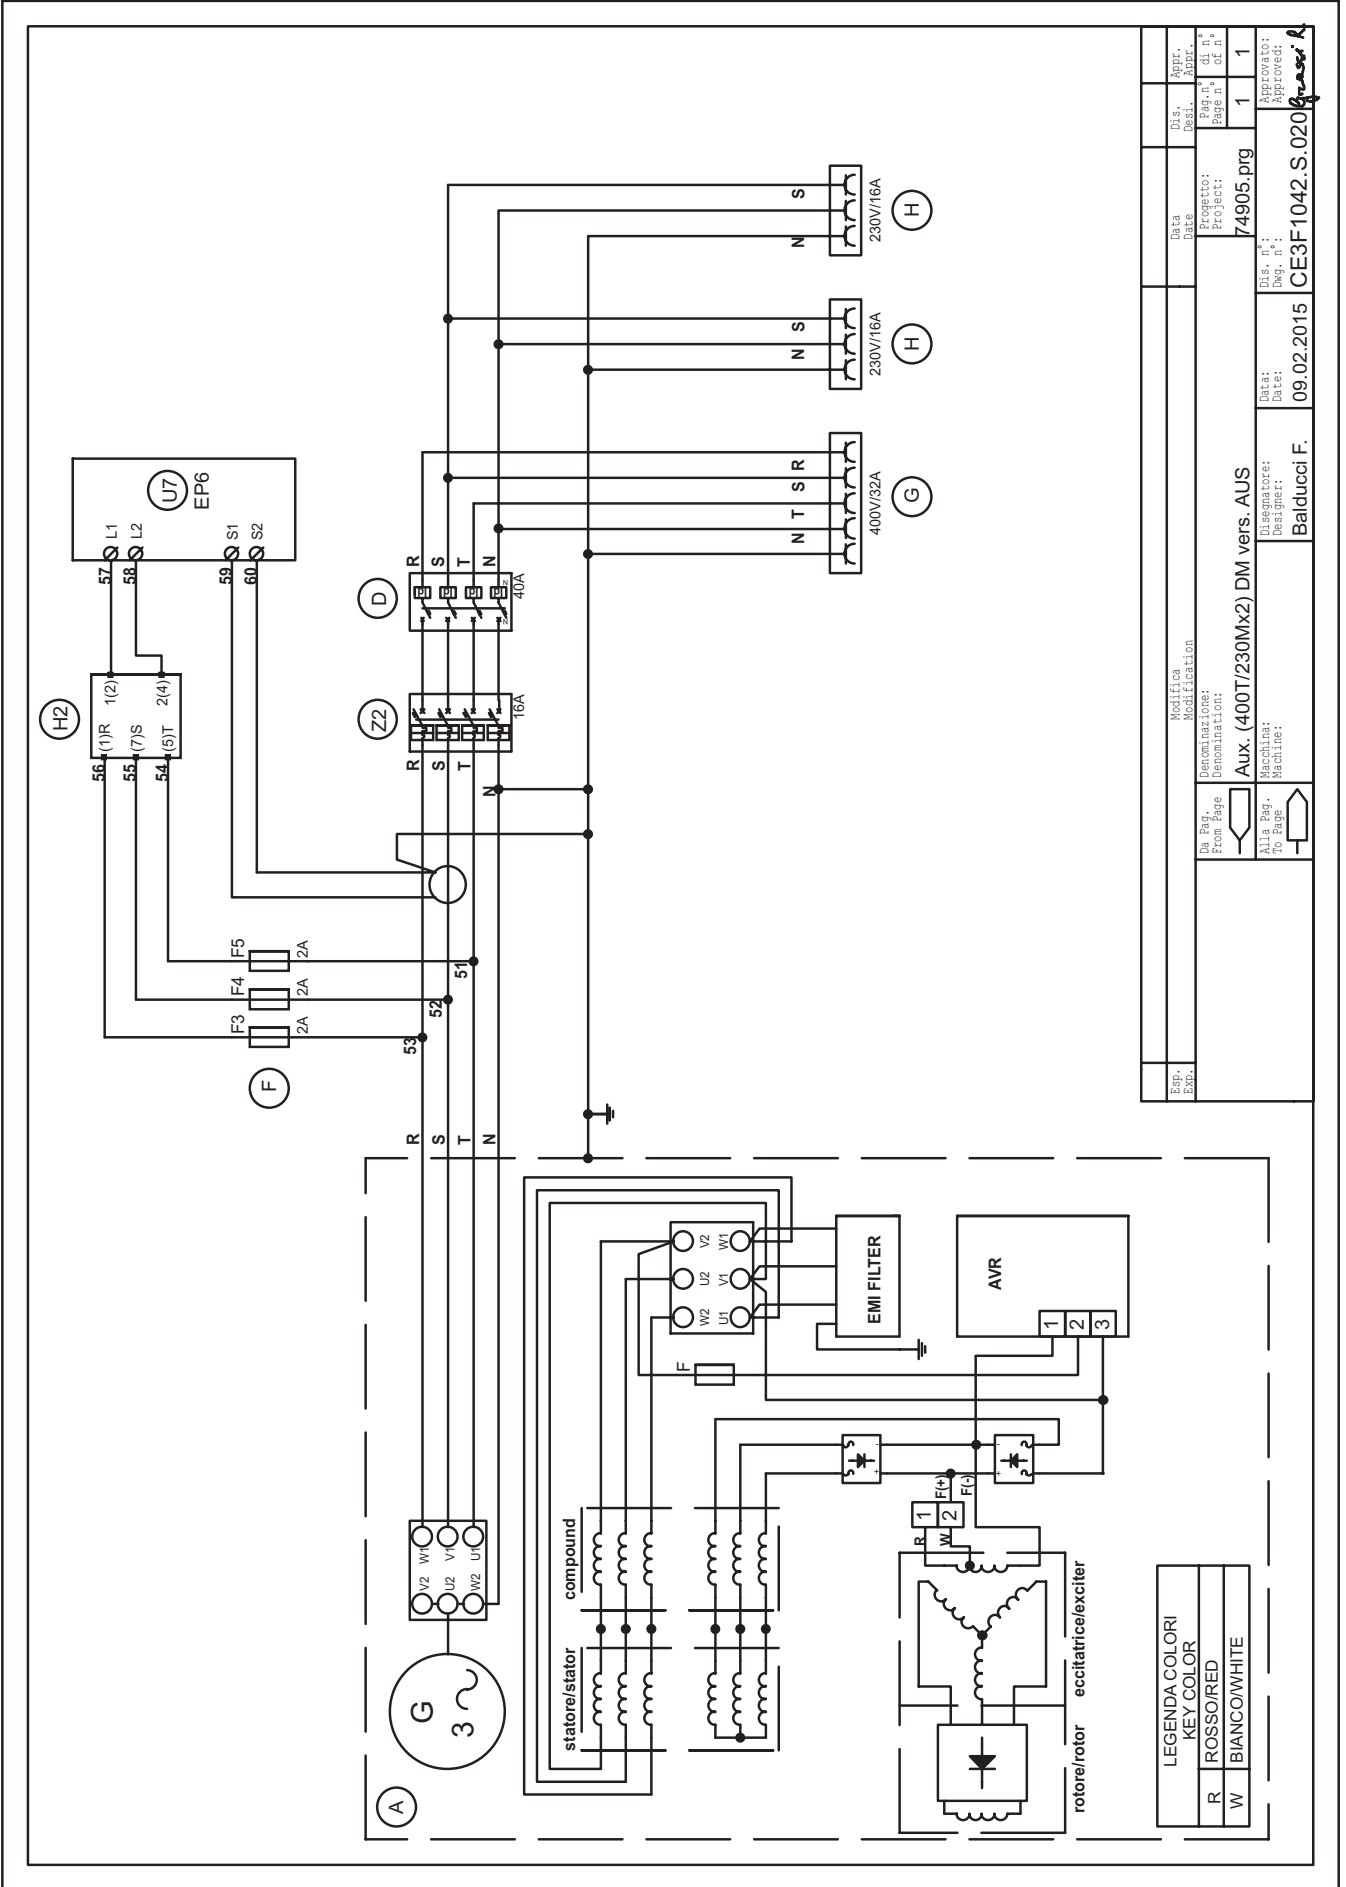 A
G
3
V2 W1
U2 V1
W2 U1
R
S
T
N
53
52
51
F
F3
F4
F5
2A
2A
2A
56
55
54
H2
(1)R
(7)S
(5)T
1(2)
2(4)
57
58
59
60
L1
L2
S1
S2
U7
EP6
R
S
T
N
Z2
16A
D
N
N
40A
R
S
T
N
N T S R
400V/32A
G
N S
230V/16A
H
N S
230V/16A
H
statore/stator
compound
W2 U2 V2
U1 V1 W1
F
EMI FILTER
AVR
1
2
3
- +
- +
F(+)
F(-)
1
2
R
W
rotore/rotor
eccitatrice/exciter
LEGENDA COLORI
KEY COLOR
R ROSSO/RED
W BIANCO/WHITE
Esp.
Exp.
Modifica
Modification
Data
Date
Dis.
Desi.
Appr.
Appr.
Da Pag.
From Page
Denominazione:
Denomination:
Aux. (400T/230Mx2) DM vers. AUS
Progetto:
Project:
74905.prg
Pag.n°
Page n°
1
di n°
of n°
1
Alla Pag.
To Page
Macchina:
Machine:
Disegnatore:
Designer:
Balducci F.
Data:
Date:
09.02.2015
Dis. n°:
Dwg. n°:
CE3F1042.S.020
Approvato:
Approved:
Grassi R